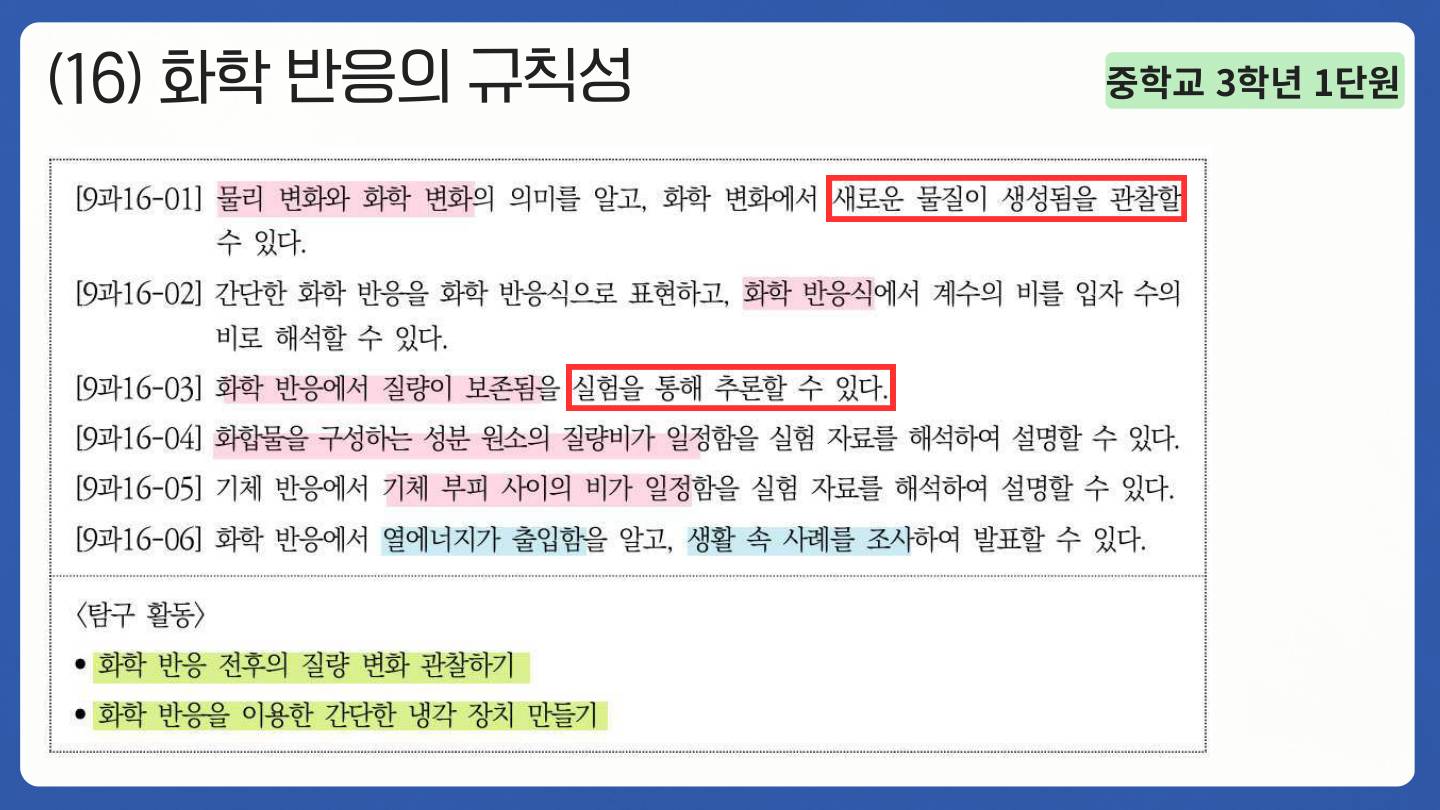 (16) 화학 반응의 규칙성
중학교 3학년 1단원
[9과16-01] 물리 변화와 화학 변화의 의미를 알고, 화학 변화에서 새로운 물질이 생성됨을 관찰할
수 있다.
[9과16-02] 간단한 화학 반응을 화학 반응식으로 표현하고, 화학 반응식에서 계수의 비를 입자 수의
비로 해석할 수 있다.
[9과16-03] 화학 반응에서 질량이 보존됨을 실험을 통해 추론할 수 있다.
[9과16-04] 화합물을 구성하는 성분 원소의 질량비가 일정함을 실험 자료를 해석하여 설명할 수 있다.
[9과16-05] 기체 반응에서 기체 부피 사이의 비가 일정함을 실험 자료를 해석하여 설명할 수 있다.
[9과16-06] 화학 반응에서 열에너지가 출입함을 알고, 생활 속 사례를 조사하여 발표할 수 있다.
〈탐구 활동〉
• 화학 반응 전후의 질량 변화 관찰하기
• 화학 반응을 이용한 간단한 냉각 장치 만들기